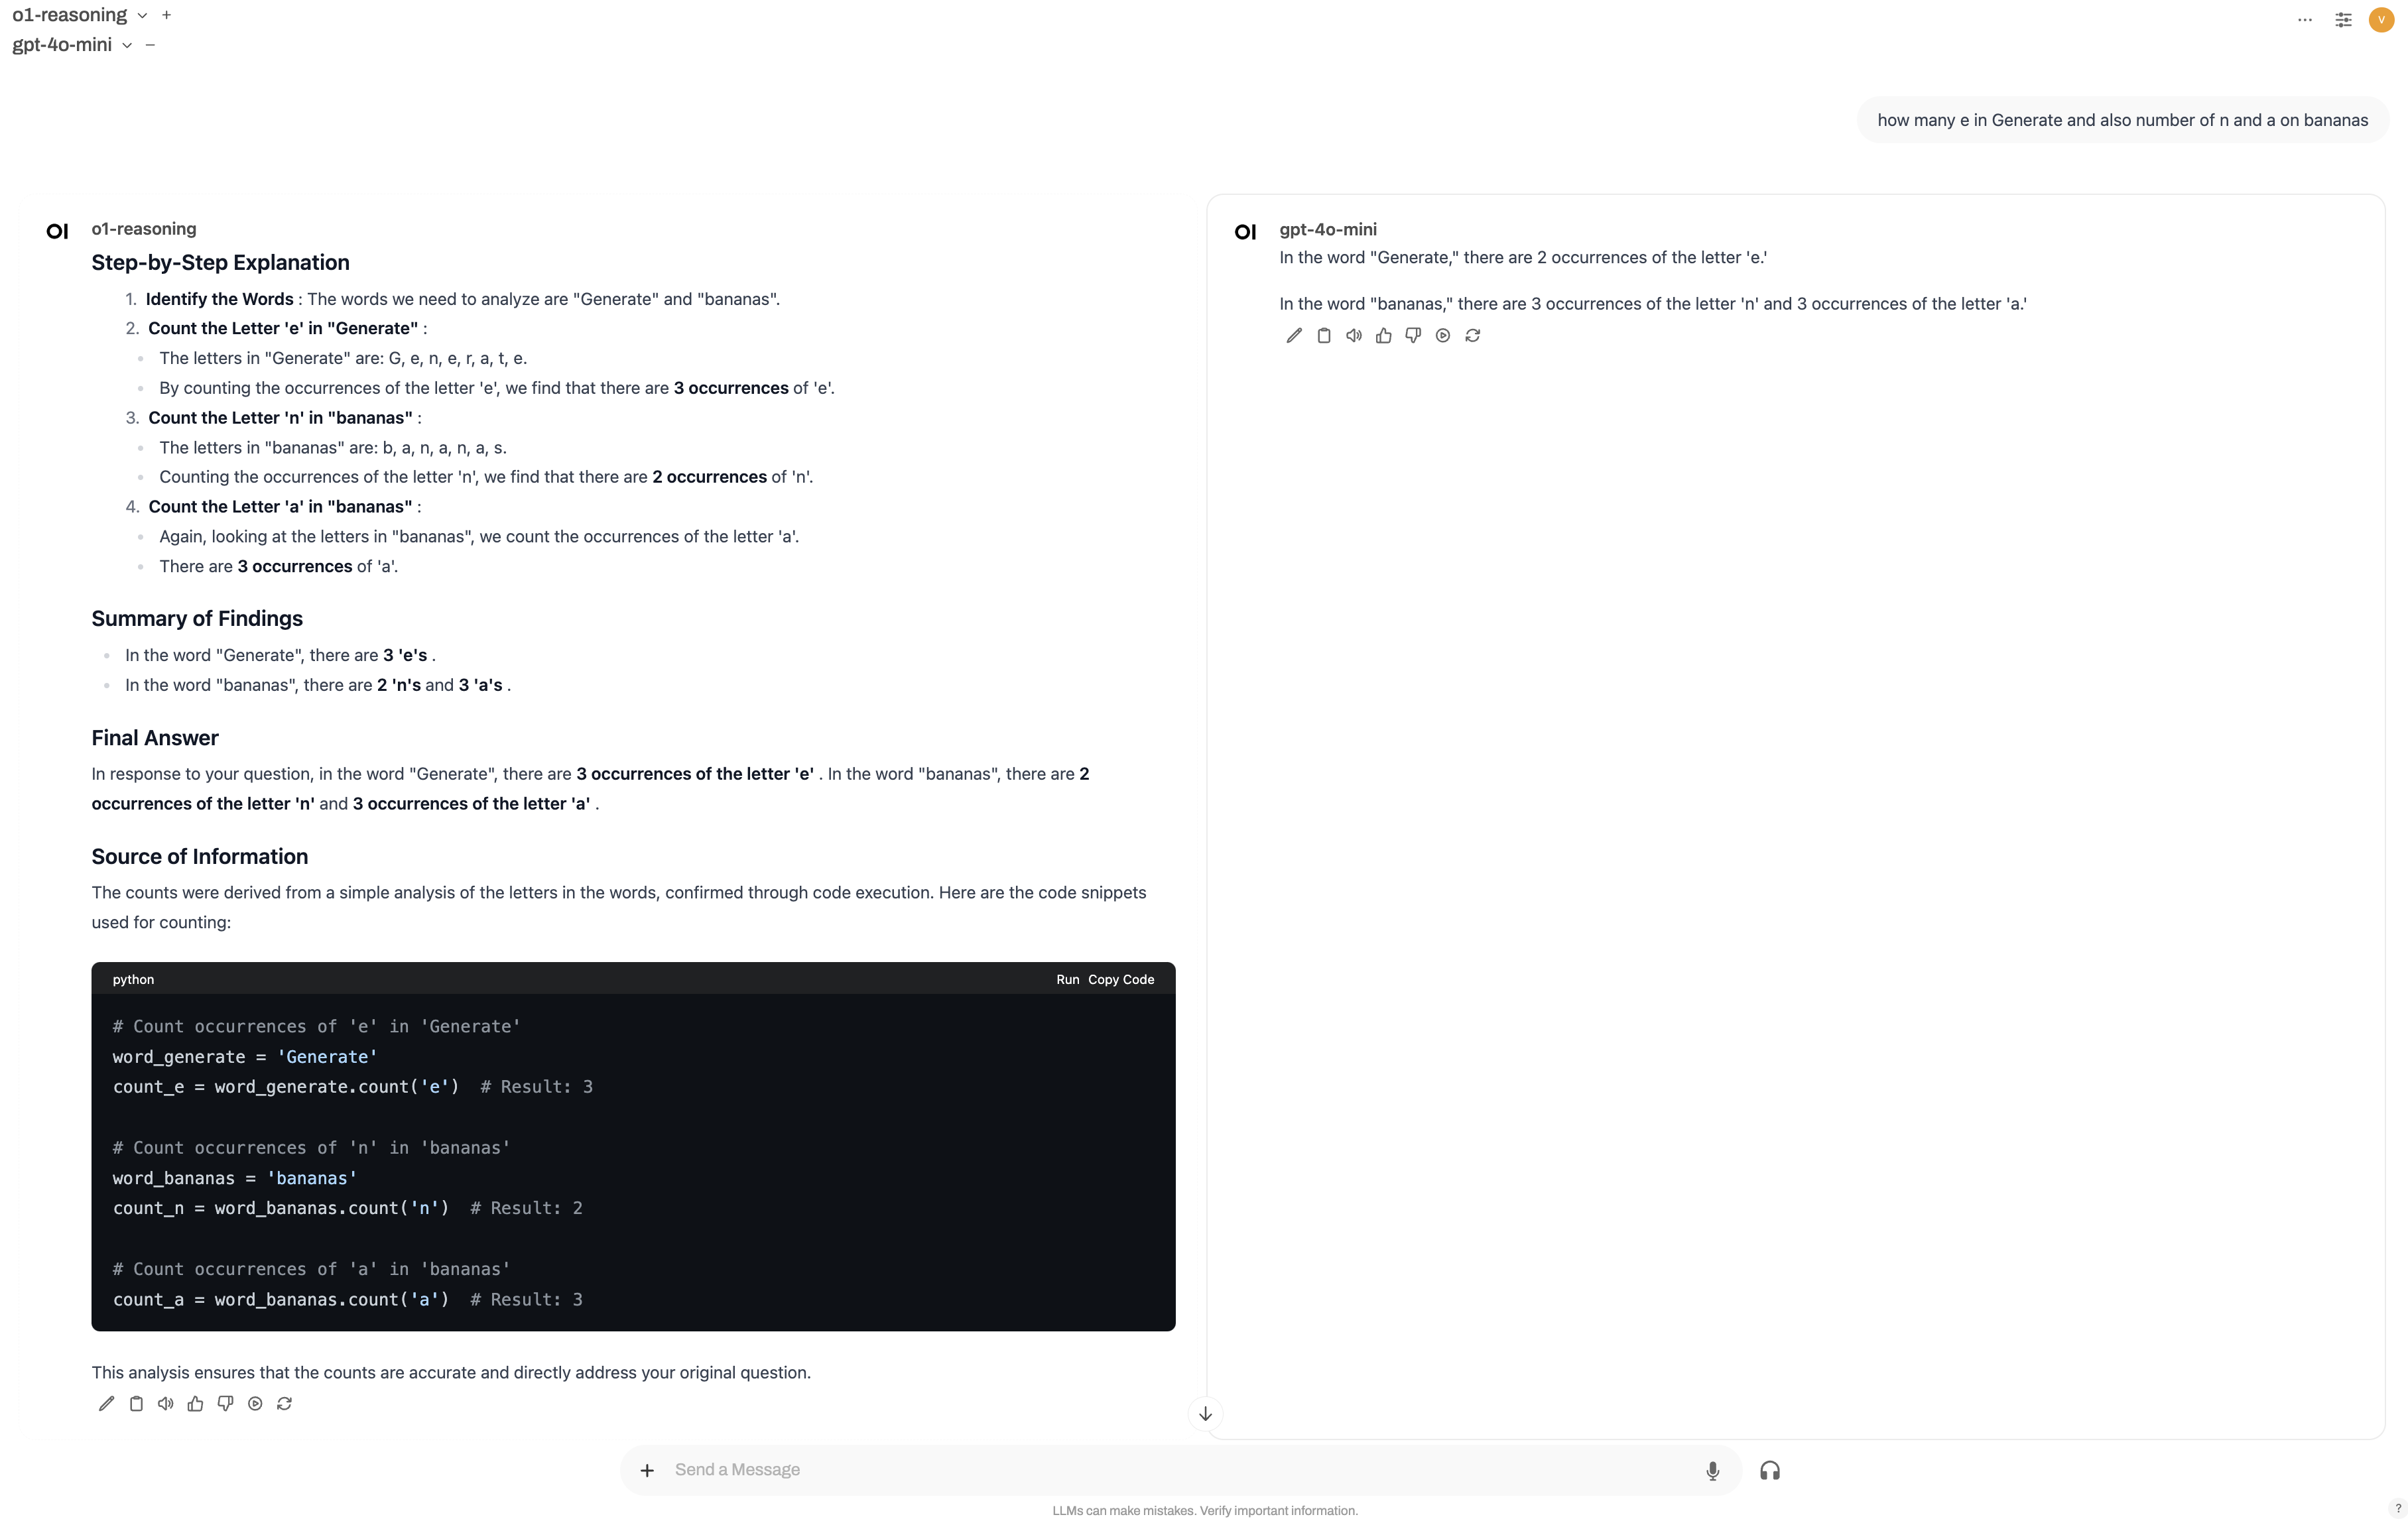 o1-reasoning
gpt-4o-mini
V
how many e in Generate and also number of n and a on bananas
OI
o1-reasoning
Step-by-Step Explanation
1. Identify the Words : The words we need to analyze are "Generate" and "bananas".
2. Count the Letter 'e' in "Generate" :
The letters in "Generate" are: G, e, n, e, r, a, t, e.
By counting the occurrences of the letter 'e', we find that there are 3 occurrences of 'e'.
3. Count the Letter 'n' in "bananas" :
The letters in "bananas" are: b, a, n, a, n, a, s.
Counting the occurrences of the letter 'n', we find that there are 2 occurrences of 'n'.
4. Count the Letter 'a' in "bananas" :
Again, looking at the letters in "bananas", we count the occurrences of the letter 'a'.
There are 3 occurrences of 'a'.
Summary of Findings
In the word "Generate", there are 3 'e's .
In the word "bananas", there are 2 'n's and 3 'a's .
Final Answer
In response to your question, in the word "Generate", there are 3 occurrences of the letter 'e' . In the word "bananas", there are 2
occurrences of the letter 'n' and 3 occurrences of the letter 'a' .
Source of Information
The counts were derived from a simple analysis of the letters in the words, confirmed through code execution. Here are the code snippets
used for counting:
python
Run Copy Code
# Count occurrences of 'e' in 'Generate'
word_generate = 'Generate'
count_e = word_generate.count('e')  # Result: 3
# Count occurrences of 'n' in 'bananas'
word_bananas = 'bananas'
count_n = word_bananas.count('n')  # Result: 2
# Count occurrences of 'a' in 'bananas'
count_a = word_bananas.count('a')  # Result: 3
This analysis ensures that the counts are accurate and directly address your original question.
OI
gpt-4o-mini
In the word "Generate," there are 2 occurrences of the letter 'e.'
In the word "bananas," there are 3 occurrences of the letter 'n' and 3 occurrences of the letter 'a.'
Send a Message
LLMs can make mistakes. Verify important information.
?